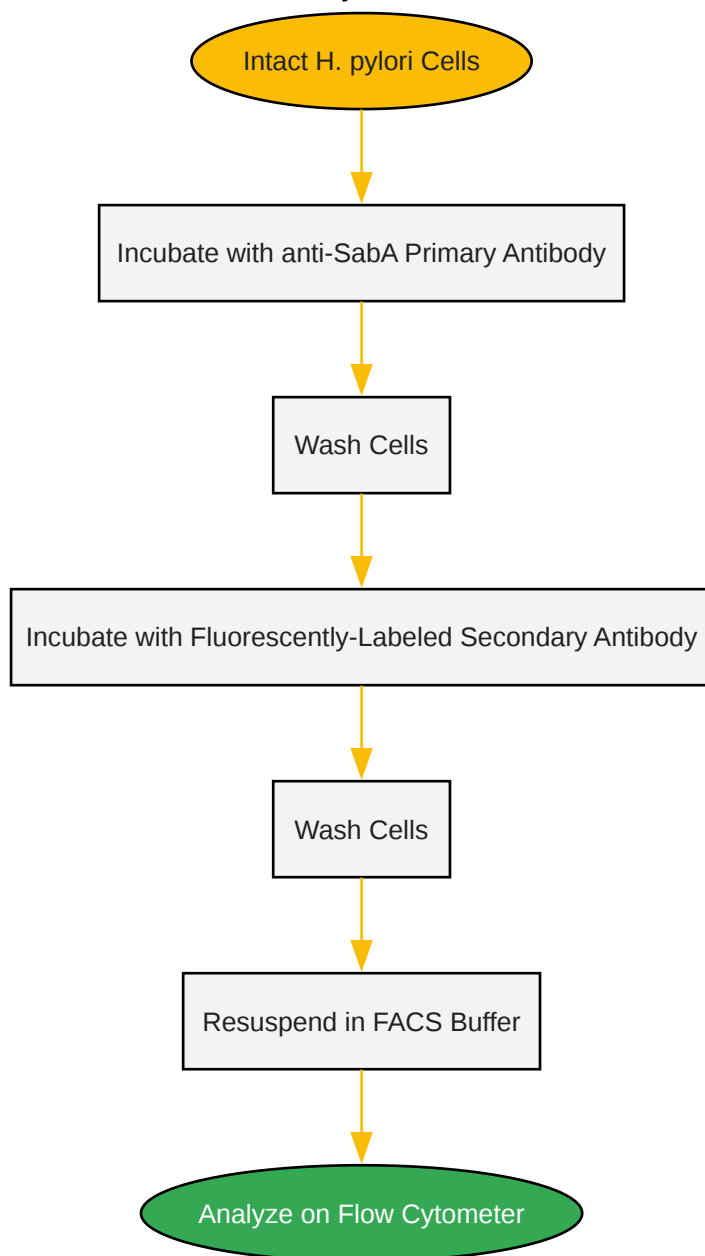 Intact H. pylori Cells
Incubate with anti-SabA Primary Antibody
Wash Cells
Incubate with Fluorescently-Labeled Secondary Antibody
Wash Cells
Resuspend in FACS Buffer
Analyze on Flow Cytometer